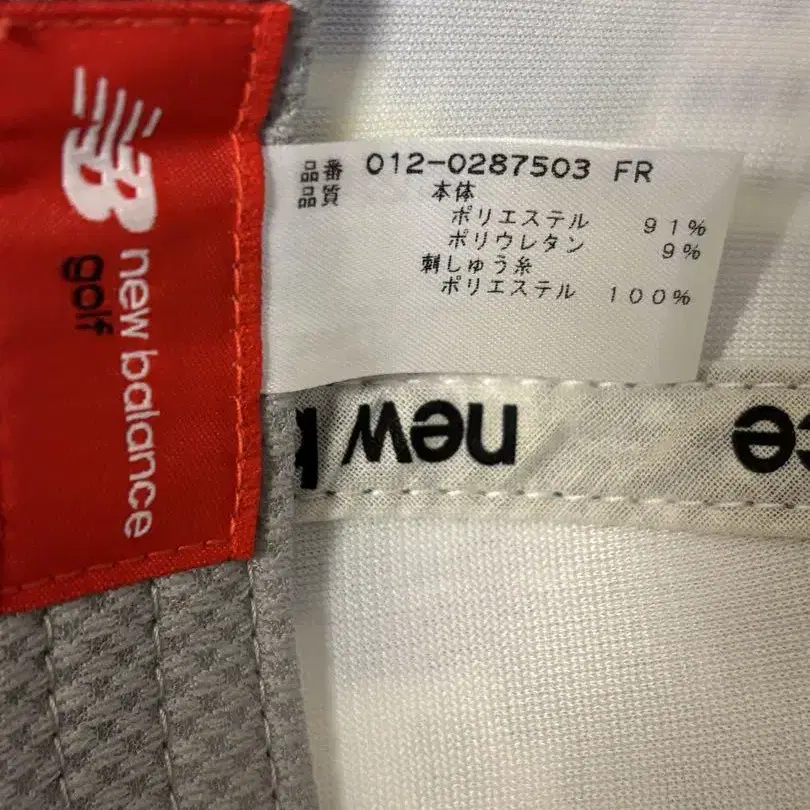 品番 012-0287503 FR
品質 本体
ポリエステル 91%
ポリウレタン 9%
刺しゅう糸
ポリエステル 100%
NB
new balance
golf
new b
ce